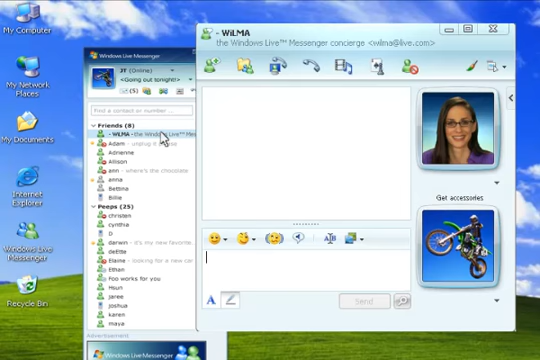 My Computer
My Network
Places
My Documents
Internet
Explorer
Windows Live
Messenger
Recycle Bin
Windows Live Messenger
JT (Online)
<Going out tonight!>
Find a contact or number ...
Friends (8)
- WiLMA - the Windows Live™ Mes
Adam - unplug it
Adrienne
Allison
ann - where's the chocolate
anna
Bettina
Billie
Peeps (25)
christen
cynthia
D
darwin - it's my new favorite..
deEtte
Elaine - looking for a new car
Ethan
Foo works for you
Hsuri
jaree
joshua
karen
maya
Advertisement
Windows Live Messenger
- WiLMA
the Windows Live™ Messenger concierge <wilma@live.com>
Get accessories
A
Send